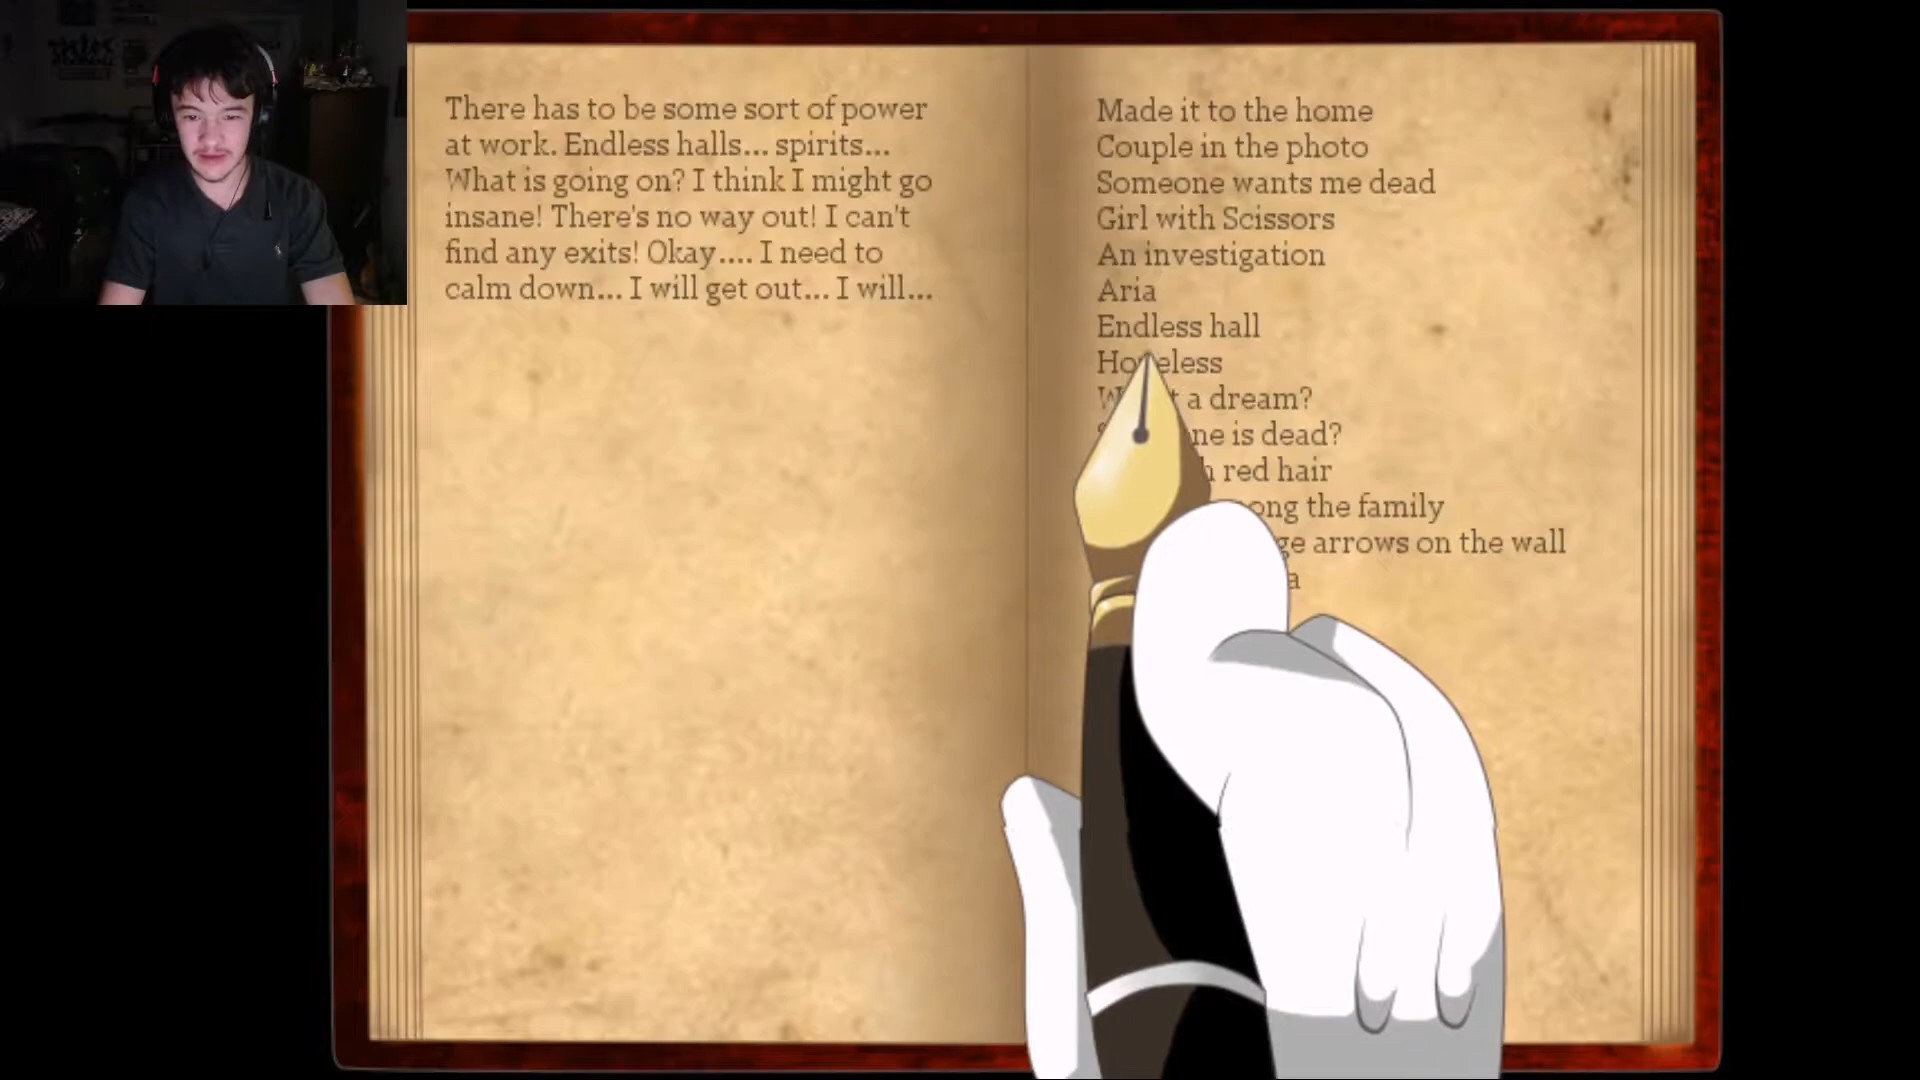 There has to be some sort of power
at work. Endless halls... spirits...
What is going on? I think I might go
insane! There's no way out! I can't
find any exits! Okay.... I need to
calm down... I will get out... I will...
Made it to the home
Couple in the photo
Someone wants me dead
Girl with Scissors
An investigation
Aria
Endless hall
a dream?
is dead?
red hair
the family
arrows on the wall